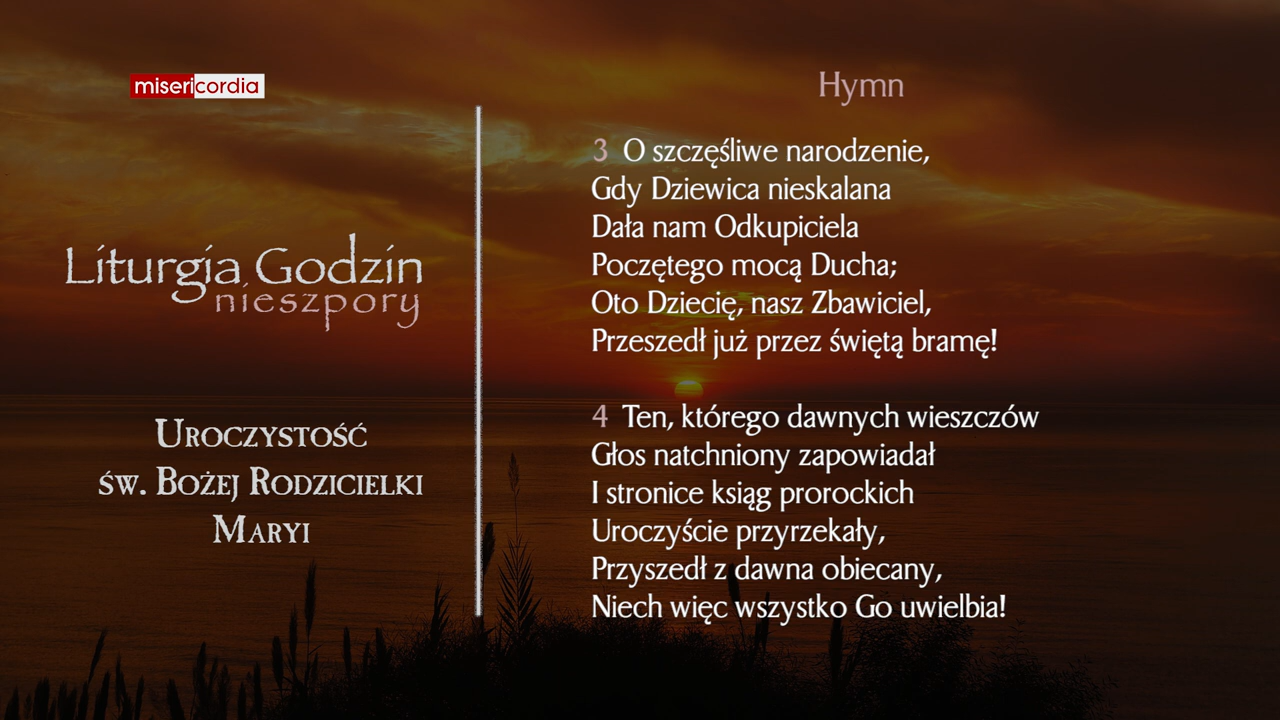 misericordia
Liturgia Godzin
nieszpory
Uroczystość
św. Bożej Rodzicielki
Maryi
Hymn
3 O szczęśliwe narodzenie,
Gdy Dziewica nieskalana
Dała nam Odkupiciela
Poczętego mocą Ducha;
Oto Dziecię, nasz Zbawiciel,
Przeszedł już przez świętą bramę!
4 Ten, którego dawnych wieszczów
Głos natchniony zapowiadał
I stronice ksiąg prorockich
Uroczyście przyrzekały,
Przyszedł z dawna obiecany,
Niech więc wszystko Go uwielbia!